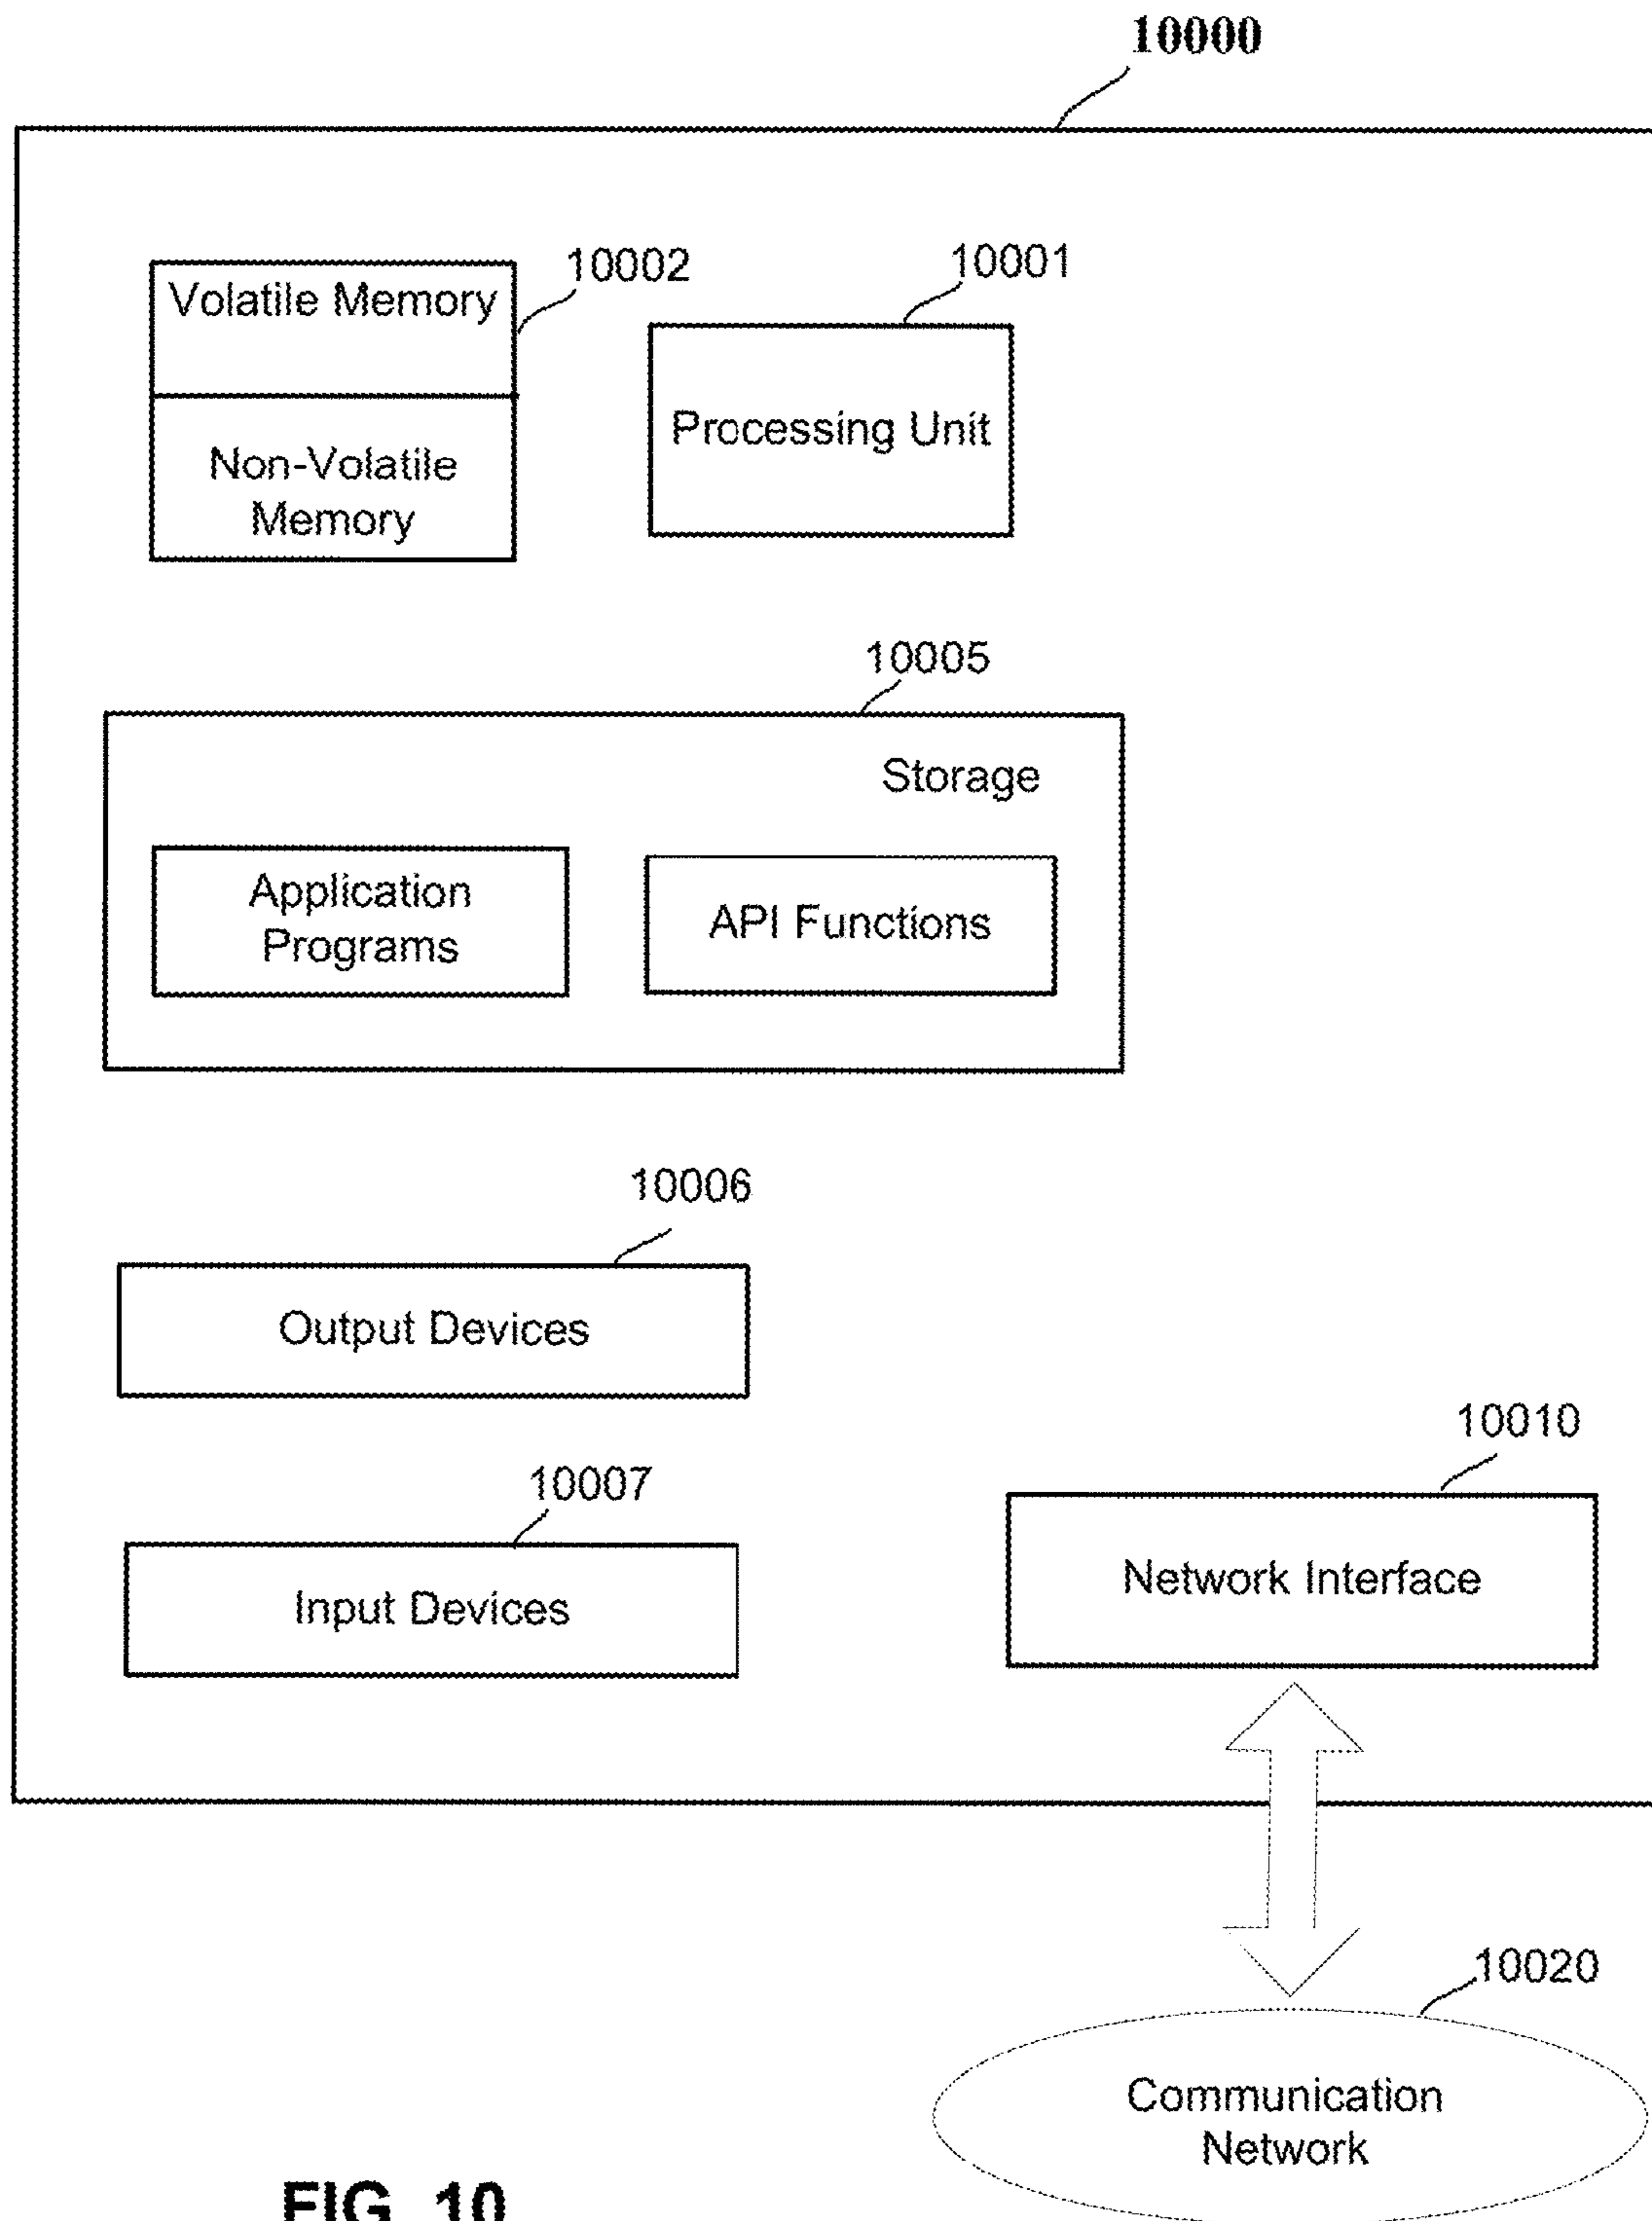 10000
10002
10001
Volatile Memory
Processing Unit
Non-Volatile
Memory
10005
Storage
Application
Programs
API Functions
10006
Output Devices
10010
10007
Network Interface
Input Devices
10020
Communication
Network
FIG. 10